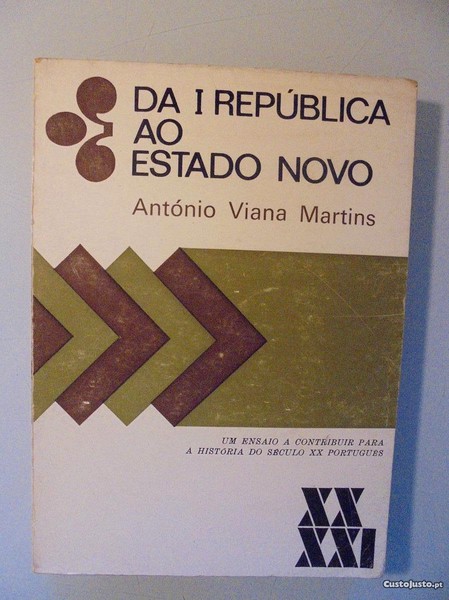 DA I REPÚBLICA
AO
ESTADO NOVO
António Viana Martins
UM ENSAIO A CONTRIBUIR PARA
A HISTÓRIA DO SÉCULO XX PORTUGUÊS
XX
XXI
CustoJusto.pt